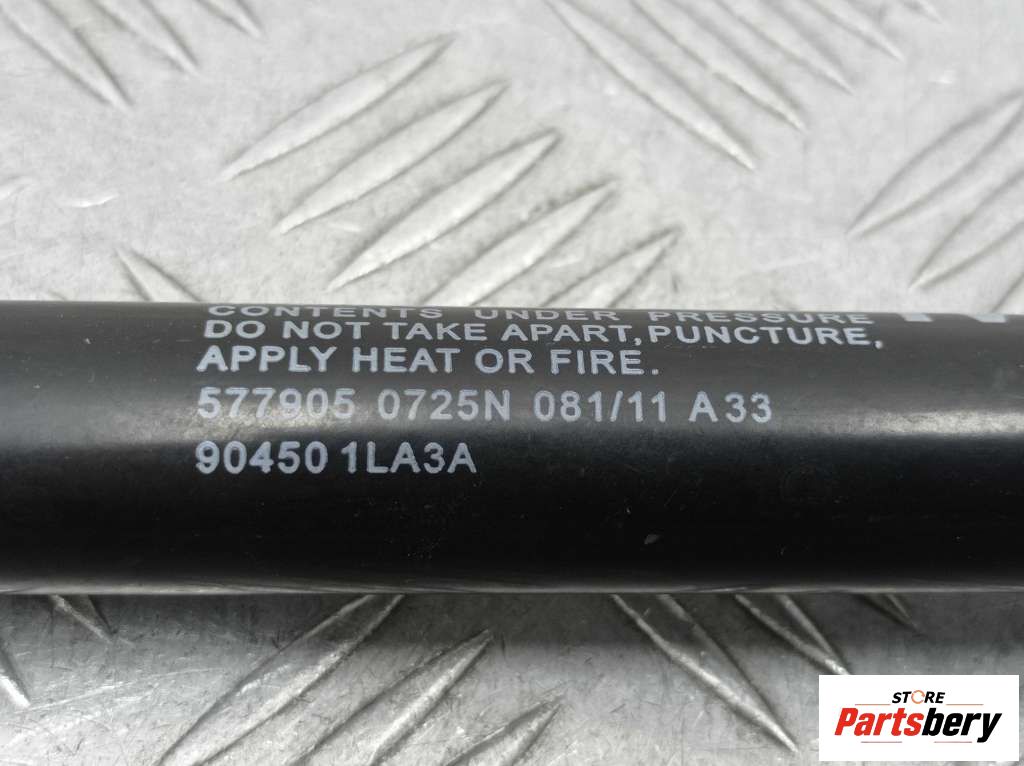 CONTENTS UNDER PRESSURE
DO NOT TAKE APART, PUNCTURE,
APPLY HEAT OR FIRE.
577905 0725N 081/11 A33
90450 1LA3A
STORE
Partsbery